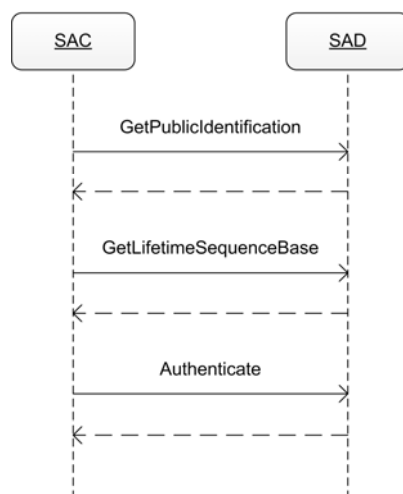 SAC
SAD
GetPublicIdentification
GetLifetimeSequenceBase
Authenticate